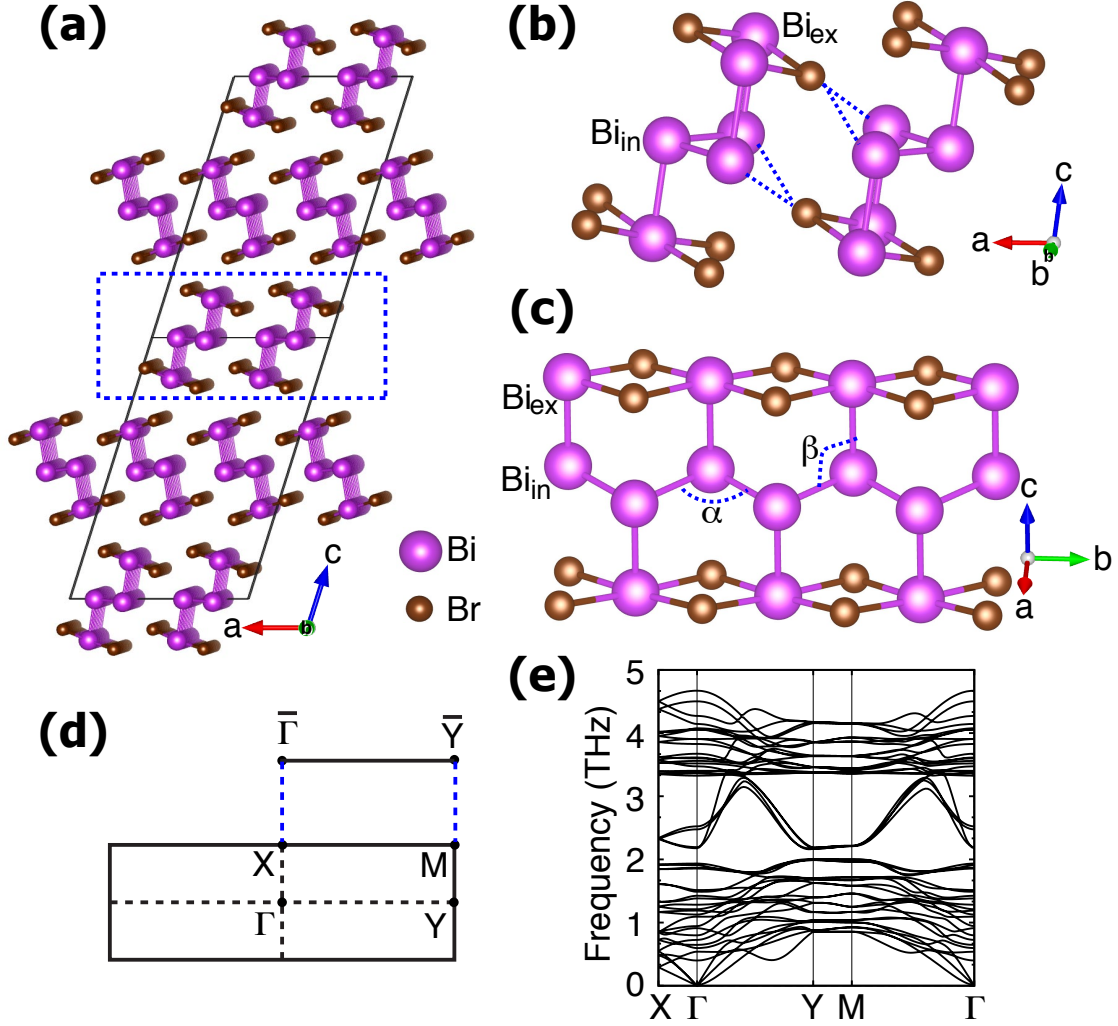 (a)
Bi
Br
c
a
b
(b)
Bi_ex
Bi_in
c
a
b
b
(c)
Bi_ex
Bi_in
β
α
c
b
a
(d)
Γ̅
Y̅
X
M
Γ
Y
(e)
Frequency (THz)
5
4
3
2
1
0
X Γ Y M Γ